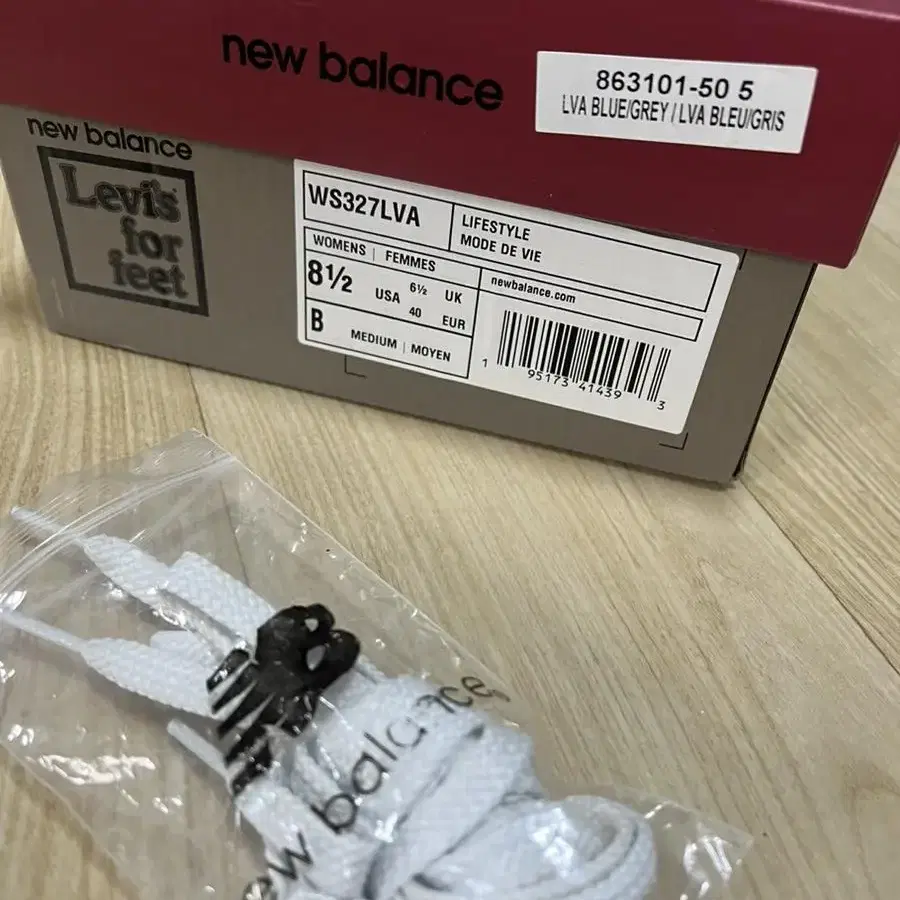 new balance
863101-50 5
LVA BLUE/GREY / LVA BLEU/GRIS
new balance
Levi's
for
feet
WS327LVA
LIFESTYLE
MODE DE VIE
WOMENS | FEMMES
8½
USA
6½ UK
40 EUR
B
MEDIUM | MOYEN
newbalance.com
1 95173 41439 3
new balance